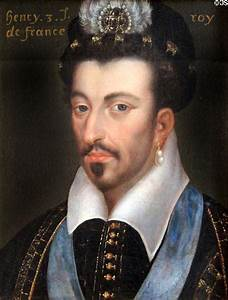 henry. 3. J. roy
de france